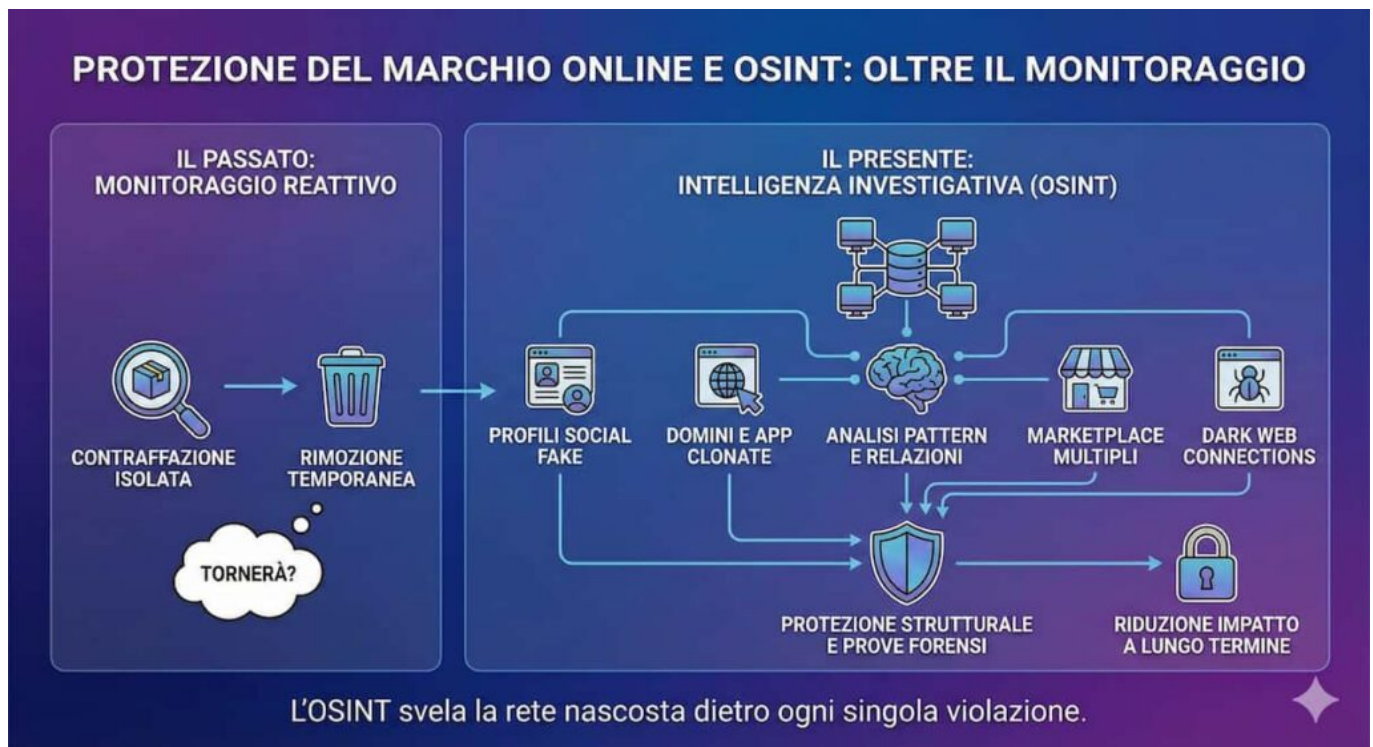 PROTEZIONE DEL MARCHIO ONLINE E OSINT: OLTRE IL MONITORAGGIO
IL PASSATO:
MONITORAGGIO REATTIVO
CONTRAFFAZIONE
ISOLATA
RIMOZIONE
TEMPORANEA
TORNERÀ?
IL PRESENTE:
INTELLIGENZA INVESTIGATIVA (OSINT)
PROFILI SOCIAL
FAKE
DOMINI E APP
CLONATE
ANALISI PATTERN
E RELAZIONI
MARKETPLACE
MULTIPLI
DARK WEB
CONNECTIONS
PROTEZIONE STRUTTURALE
E PROVE FORENSI
RIDUZIONE IMPATTO
A LUNGO TERMINE
L'OSINT svela la rete nascosta dietro ogni singola violazione.